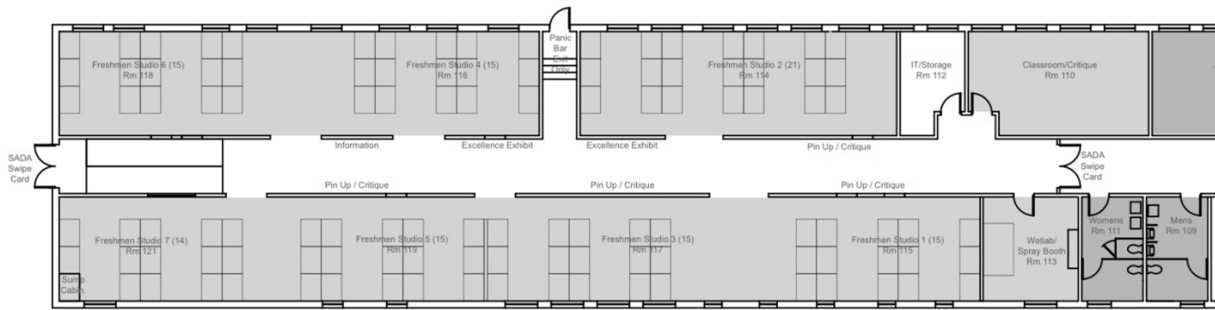 Freshmen Studio 6 (15)
Rm 118
Freshmen Studio 4 (15)
Rm 116
Panic
Bar
Exit
Only
Freshmen Studio 2 (21)
Rm 114
IT/Storage
Rm 112
Classroom/Critique
Rm 110
Information
Excellence Exhibit
Excellence Exhibit
Pin Up / Critique
SADA
Swipe
Card
SADA
Swipe
Card
Pin Up / Critique
Pin Up / Critique
Pin Up / Critique
Freshmen Studio 7 (14)
Rm 121
Freshmen Studio 5 (15)
Rm 119
Freshmen Studio 3 (15)
Rm 117
Freshmen Studio 1 (15)
Rm 115
Wetlab/
Spray Booth
Rm 113
Womens
Rm 111
Mens
Rm 109
Sump
Cabin.